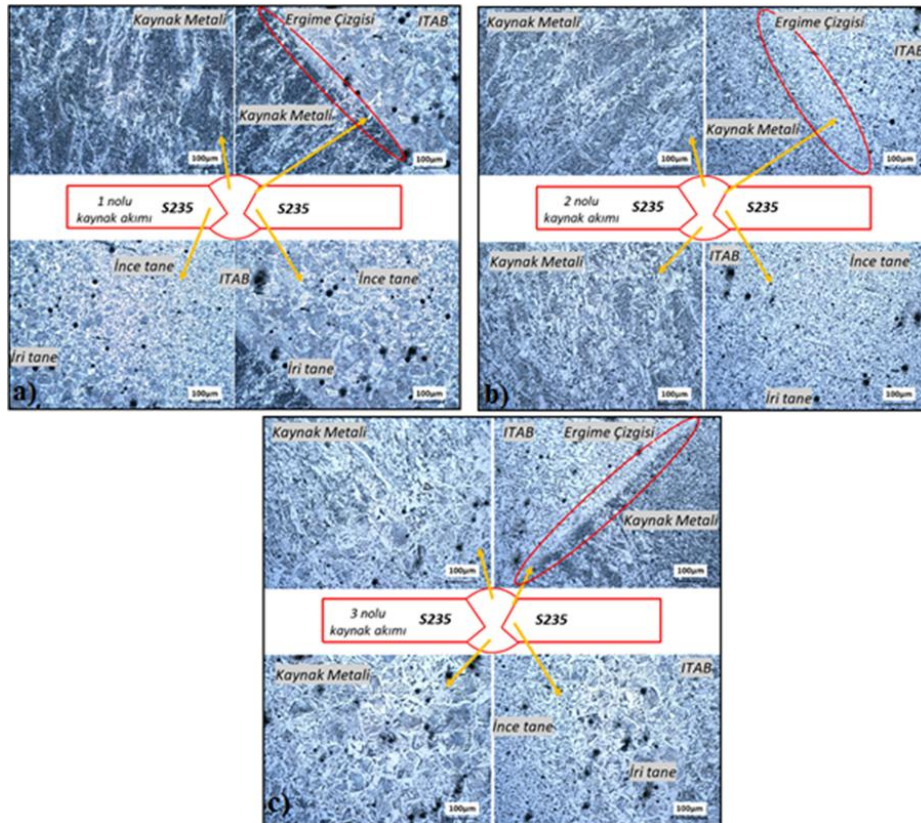 Kaynak Metali
Ergime Çizgisi
ITAB
Kaynak Metali
100µm
100µm
1 nolu
kaynak akımı
S235
S235
İnce tane
ITAB
İnce tane
İri tane
İri tane
100µm
100µm
a)
Kaynak Metali
Ergime Çizgisi
ITAB
Kaynak Metali
100µm
100µm
2 nolu
kaynak akımı
S235
S235
Kaynak Metali
ITAB
İnce tane
İri tane
100µm
100µm
b)
Kaynak Metali
ITAB
Ergime Çizgisi
Kaynak Metali
100µm
100µm
3 nolu
kaynak akımı
S235
S235
Kaynak Metali
ITAB
İnce tane
İri tane
100µm
100µm
c)